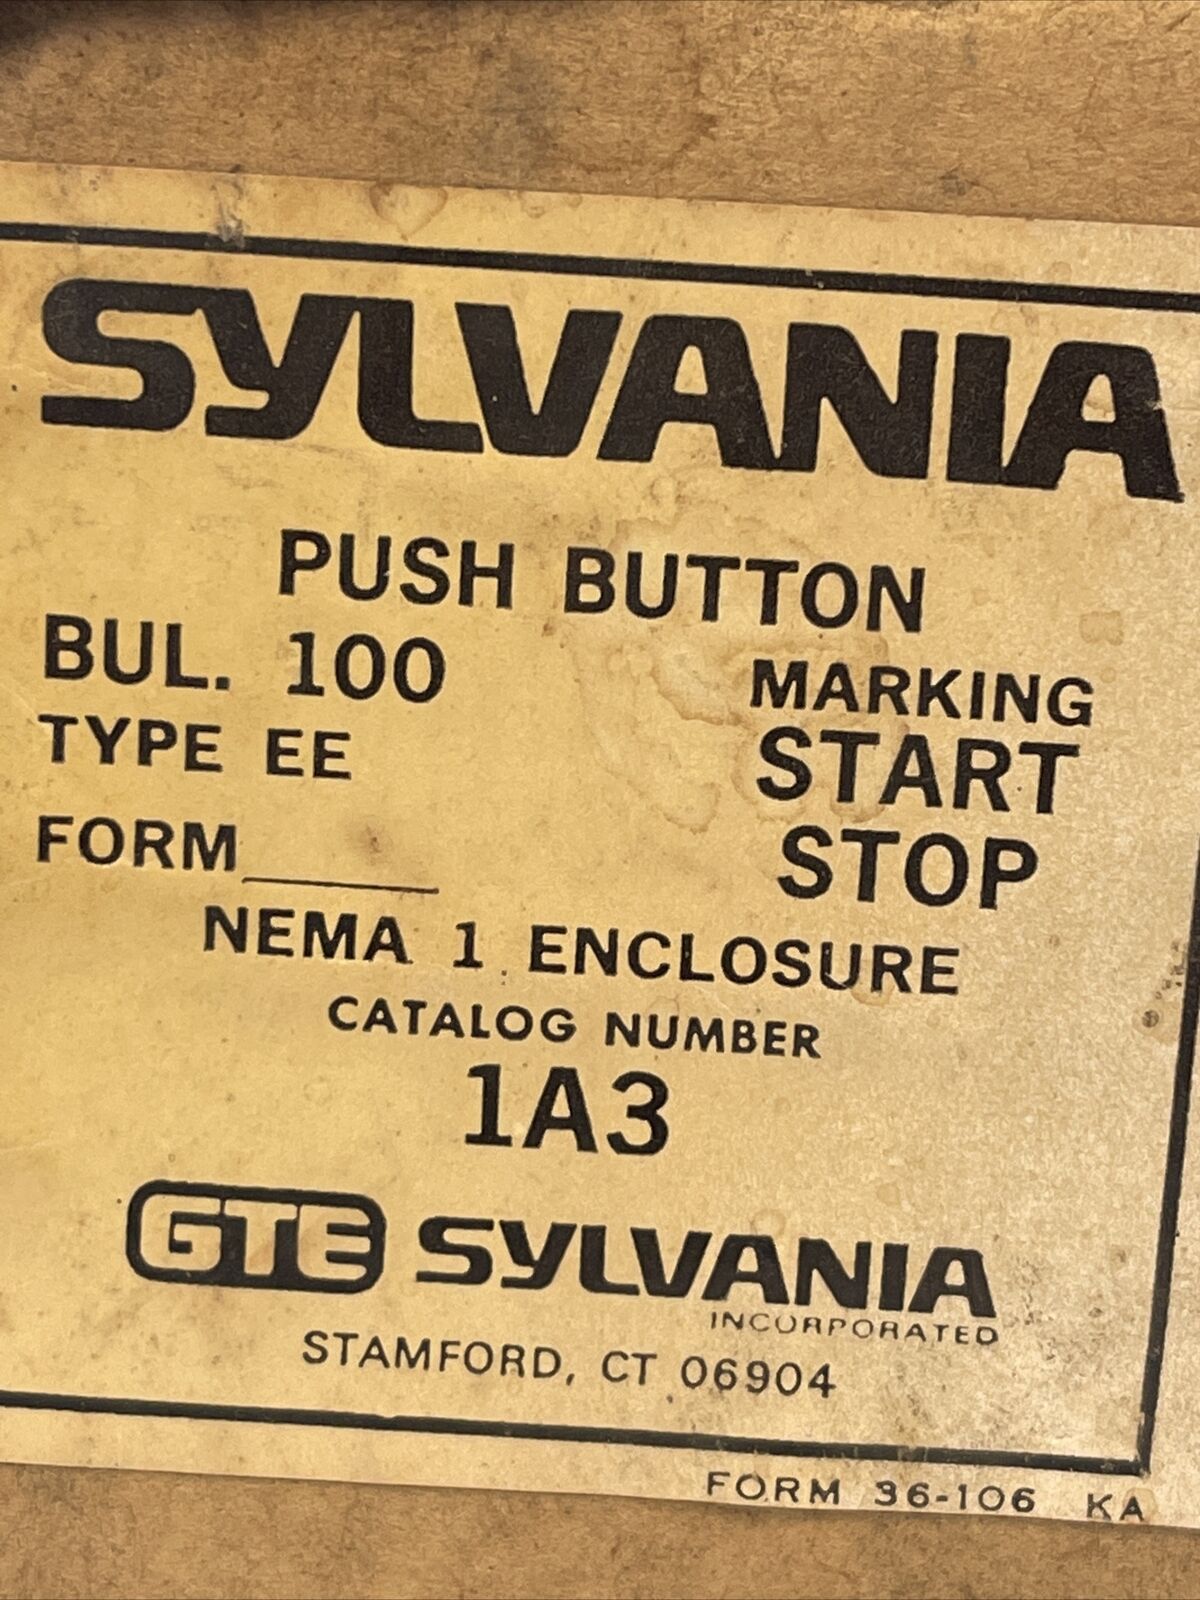 SYLVANIA
PUSH BUTTON
BUL. 100
TYPE EE
FORM
MARKING
START
STOP
NEMA 1 ENCLOSURE
CATALOG NUMBER
1A3
GTE SYLVANIA
INCORPORATED
STAMFORD, CT 06904
FORM 36-106 KA